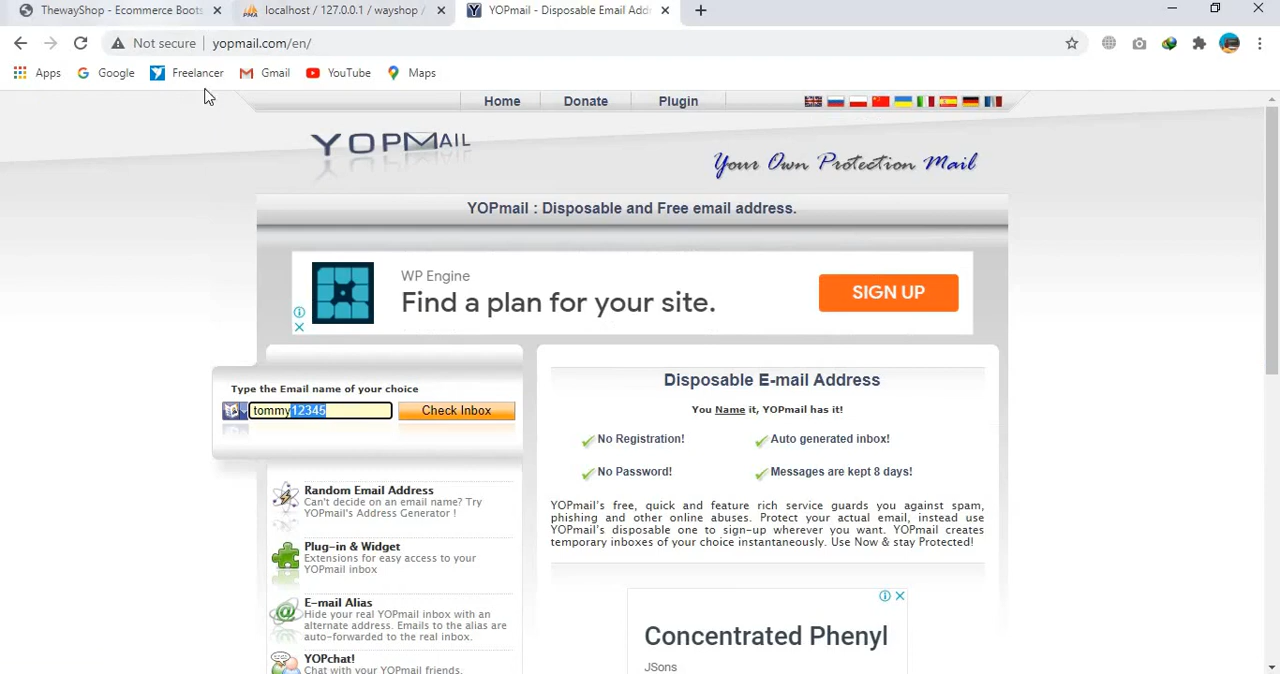 ThewayShop - Ecommerce Boots
localhost / 127.0.0.1 / wayshop /
YOPmail - Disposable Email Addr
Not secure
yopmail.com/en/
Apps
Google
Freelancer
Gmail
YouTube
Maps
Home
Donate
Plugin
YOPMAIL
Your Own Protection Mail
YOPmail : Disposable and Free email address.
WP Engine
Find a plan for your site.
SIGN UP
Type the Email name of your choice
tommy12345
Check Inbox
Random Email Address
Can't decide on an email name? Try
YOPmail's Address Generator !
Plug-in & Widget
Extensions for easy access to your
YOPmail inbox
E-mail Alias
Hide your real YOPmail inbox with an
alternate address. Emails to the alias are
auto-forwarded to the real inbox.
YOPchat!
Chat with your YOPmail friends.
Disposable E-mail Address
You Name it, YOPmail has it!
No Registration!
Auto generated inbox!
No Password!
Messages are kept 8 days!
YOPmail's free, quick and feature rich service guards you against spam,
phishing and other online abuses. Protect your actual email, instead use
YOPmail's disposable one to sign-up wherever you want. YOPmail creates
temporary inboxes of your choice instantaneously. Use Now & stay Protected!
Concentrated Phenyl
JSons